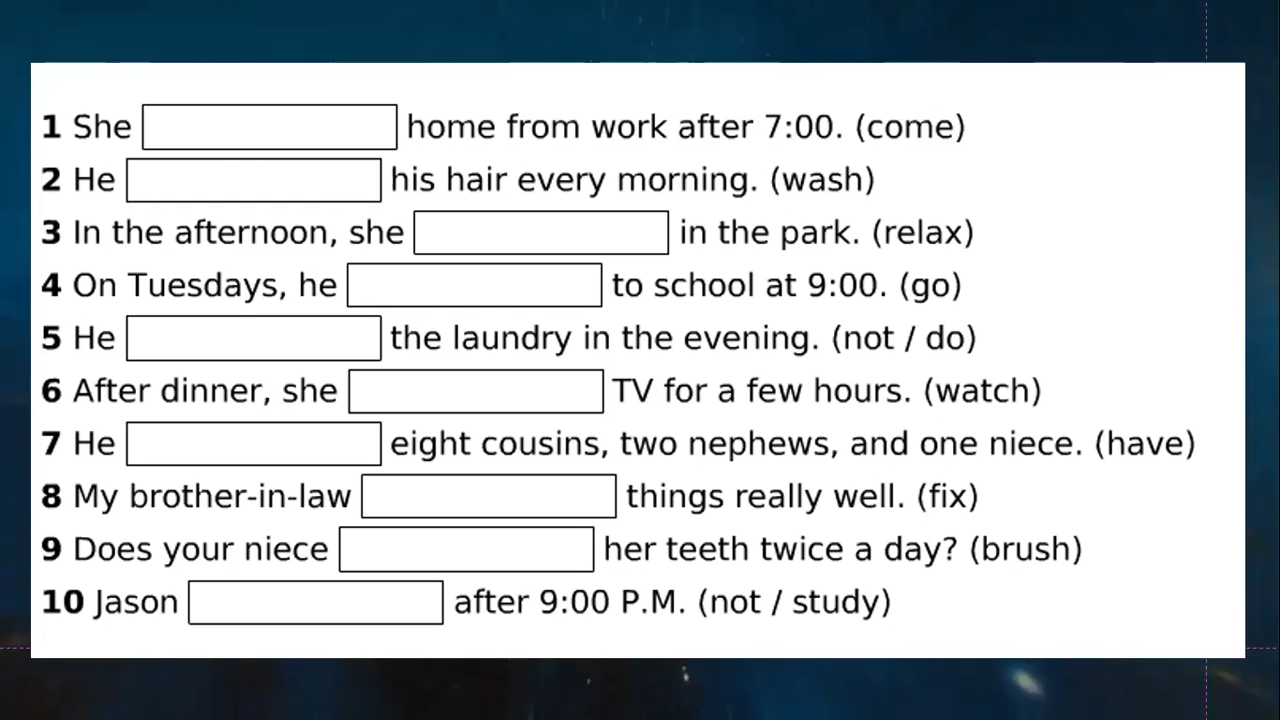 1 She home from work after 7:00. (come)
2 He his hair every morning. (wash)
3 In the afternoon, she in the park. (relax)
4 On Tuesdays, he to school at 9:00. (go)
5 He the laundry in the evening. (not / do)
6 After dinner, she TV for a few hours. (watch)
7 He eight cousins, two nephews, and one niece. (have)
8 My brother-in-law things really well. (fix)
9 Does your niece her teeth twice a day? (brush)
10 Jason after 9:00 P.M. (not / study)